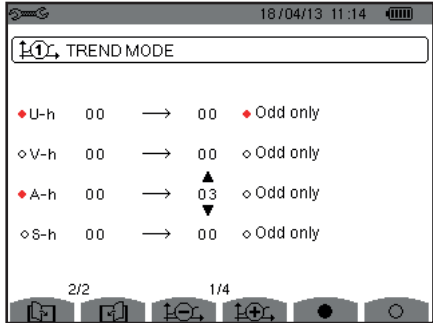 18/04/13 11:14
1 TREND MODE
U-h 00 → 00 Odd only
V-h 00 → 00 Odd only
A-h 00 → 03 Odd only
S-h 00 → 00 Odd only
2/2 1/4